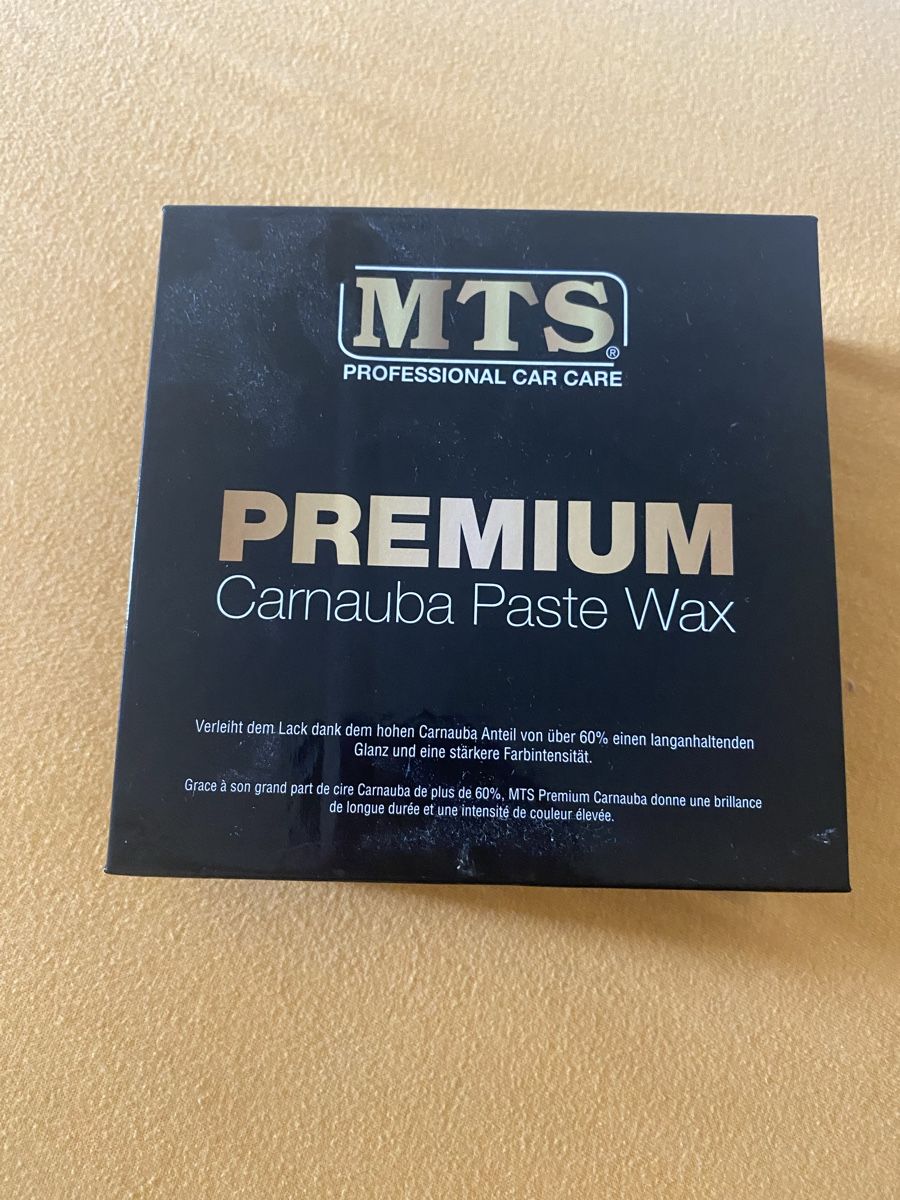 MTS®
PROFESSIONAL CAR CARE
PREMIUM
Carnauba Paste Wax
Verleiht dem Lack dank dem hohen Carnauba Anteil von über 60% einen langanhaltenden
Glanz und eine stärkere Farbintensität.
Grace à son grand part de cire Carnauba de plus de 60%, MTS Premium Carnauba donne une brillance
de longue durée et une intensité de couleur élevée.